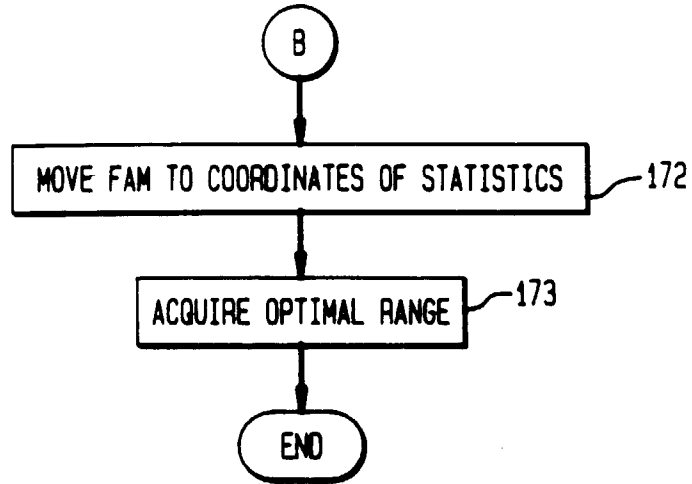 B
MOVE FAM TO COORDINATES OF STATISTICS
172
ACQUIRE OPTIMAL RANGE
173
END